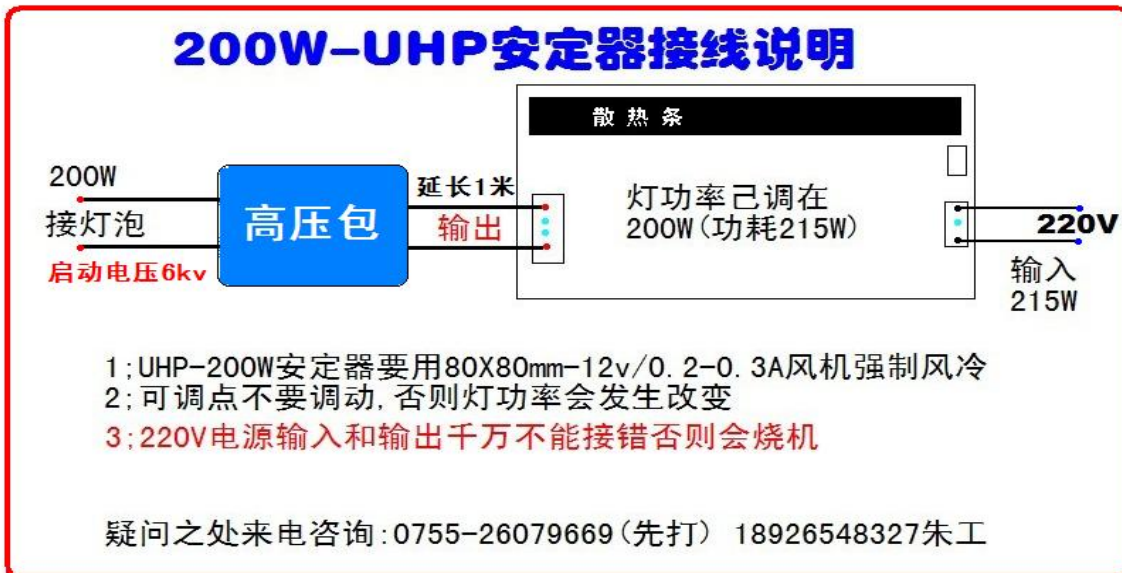 200W-UHP安定器接线说明
散热条
200W
接灯泡
启动电压6kv
高压包
延长1米
输出
灯功率己调在
200W(功耗215W)
220V
输入
215W
1;UHP-200W安定器要用80X80mm-12v/0.2-0.3A风机强制风冷
2;可调点不要调动,否则灯功率会发生改变
3;220V电源输入和输出千万不能接错否则会烧机
疑问之处来电咨询:0755-26079669(先打) 18926548327朱工